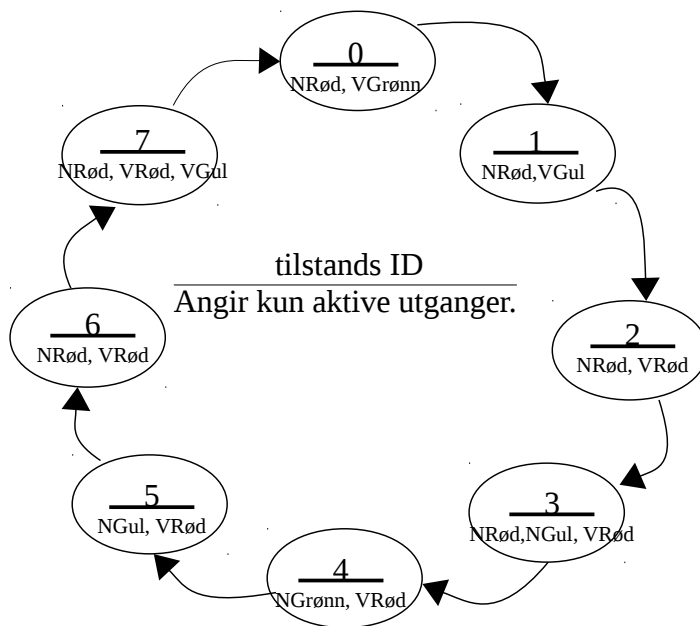 0
NRød, VGrønn
1
NRød,VGul
2
NRød, VRød
3
NRød,NGul, VRød
4
NGrønn, VRød
5
NGul, VRød
6
NRød, VRød
7
NRød, VRød, VGul
tilstands ID
Angir kun aktive utganger.